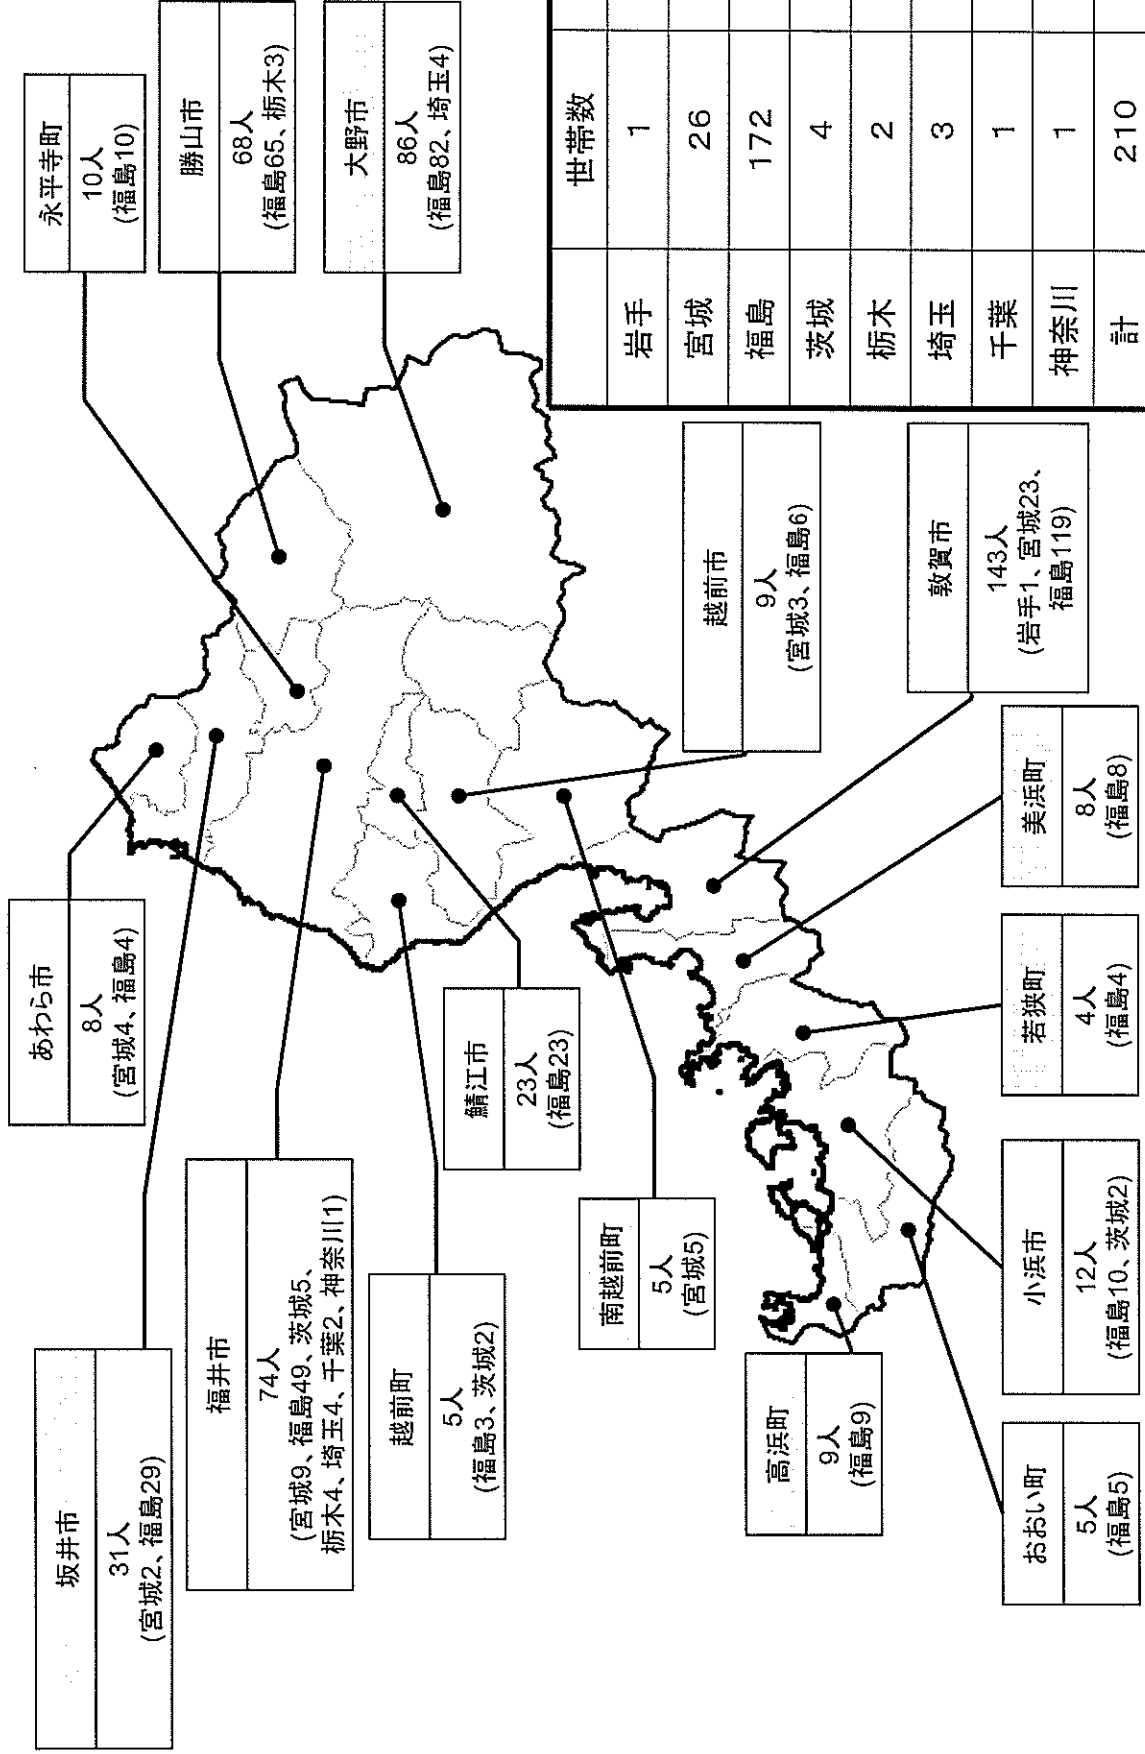 坂井市
31人
(宮城2、福島29)
あわら市
8人
(宮城4、福島4)
永平寺町
10人
(福島10)
勝山市
68人
(福島65、栃木3)
大野市
86人
(福島82、埼玉4)
福井市
74人
(宮城9、福島49、茨城5、
栃木4、埼玉4、千葉2、神奈川1)
越前町
5人
(福島3、茨城2)
鯖江市
23人
(福島23)
南越前町
5人
(宮城5)
越前市
9人
(宮城3、福島6)
敦賀市
143人
(岩手1、宮城23、
福島119)
高浜町
9人
(福島9)
おおい町
5人
(福島5)
小浜市
12人
(福島10、茨城2)
若狭町
4人
(福島4)
美浜町
8人
(福島8)
世帯数
岩手 1
宮城 26
福島 172
茨城 4
栃木 2
埼玉 3
千葉 1
神奈川 1
計 210